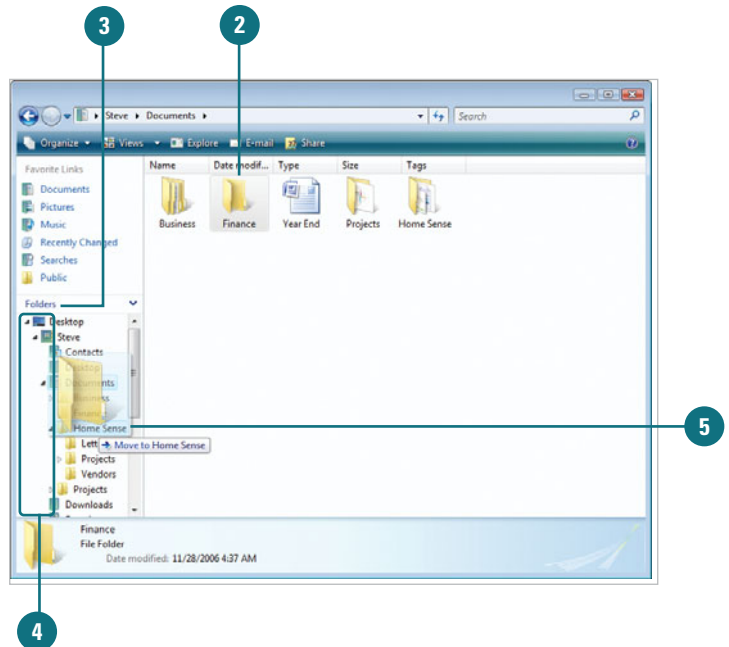 3 2
Steve Documents Search
Organize Views Explore E-mail Share
Favorite Links
Documents
Pictures
Music
Recently Changed
Searches
Public
Name Date modif... Type Size Tags
Business Finance Year End Projects Home Sense
Folders
Desktop
Steve
Contacts
Desktop
Documents
Business
Finance
Home Sense
5
Lett Move to Home Sense
Projects
Vendors
Projects
Downloads
Finance
File Folder
Date modified: 11/28/2006 4:37 AM
4